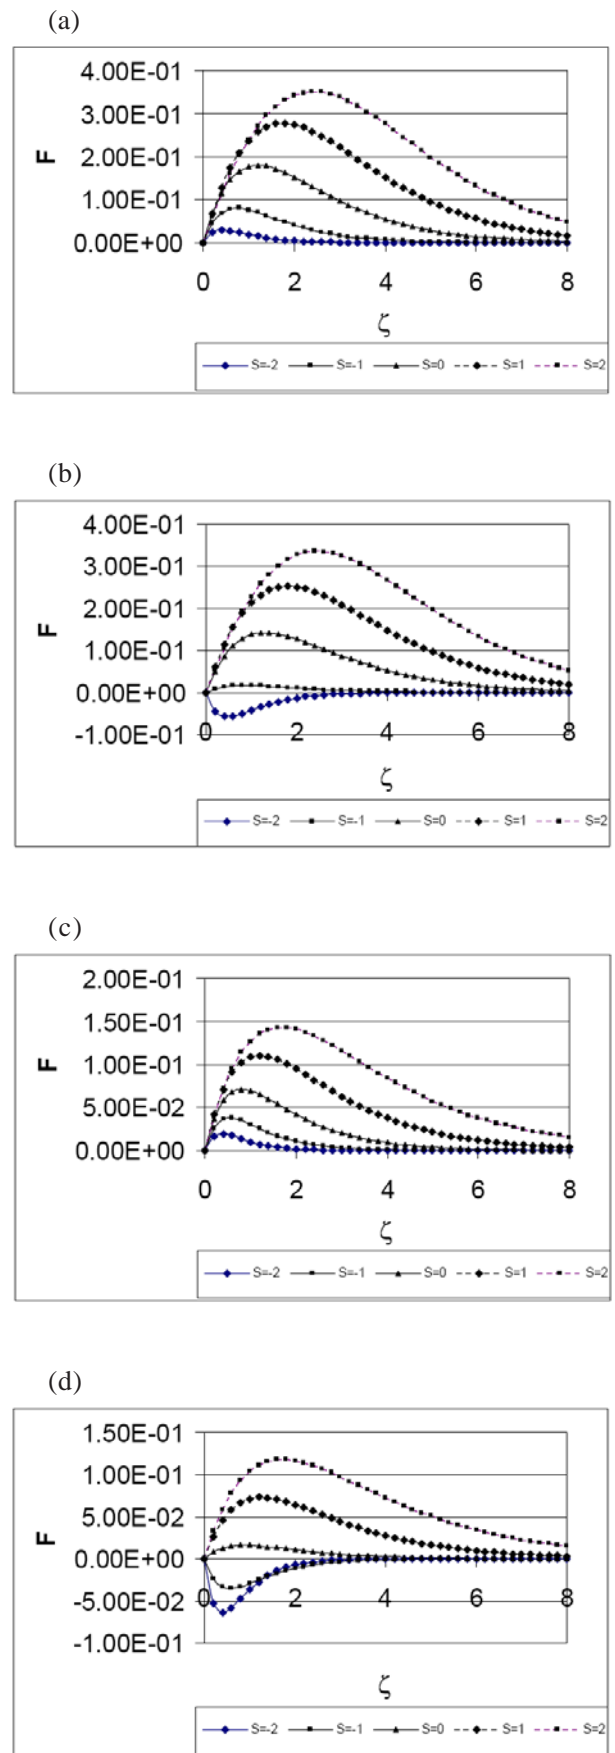 (a)
4.00E-01
3.00E-01
2.00E-01
1.00E-01
0.00E+00
F
0 2 4 6 8
ζ
S=-2 S=-1 S=0 S=1 S=2
(b)
4.00E-01
3.00E-01
2.00E-01
1.00E-01
0.00E+00
-1.00E-01
F
0 2 4 6 8
ζ
S=-2 S=-1 S=0 S=1 S=2
(c)
2.00E-01
1.50E-01
1.00E-01
5.00E-02
0.00E+00
F
0 2 4 6 8
ζ
S=-2 S=-1 S=0 S=1 S=2
(d)
1.50E-01
1.00E-01
5.00E-02
0.00E+00
-5.00E-02
-1.00E-01
F
0 2 4 6 8
ζ
S=-2 S=-1 S=0 S=1 S=2